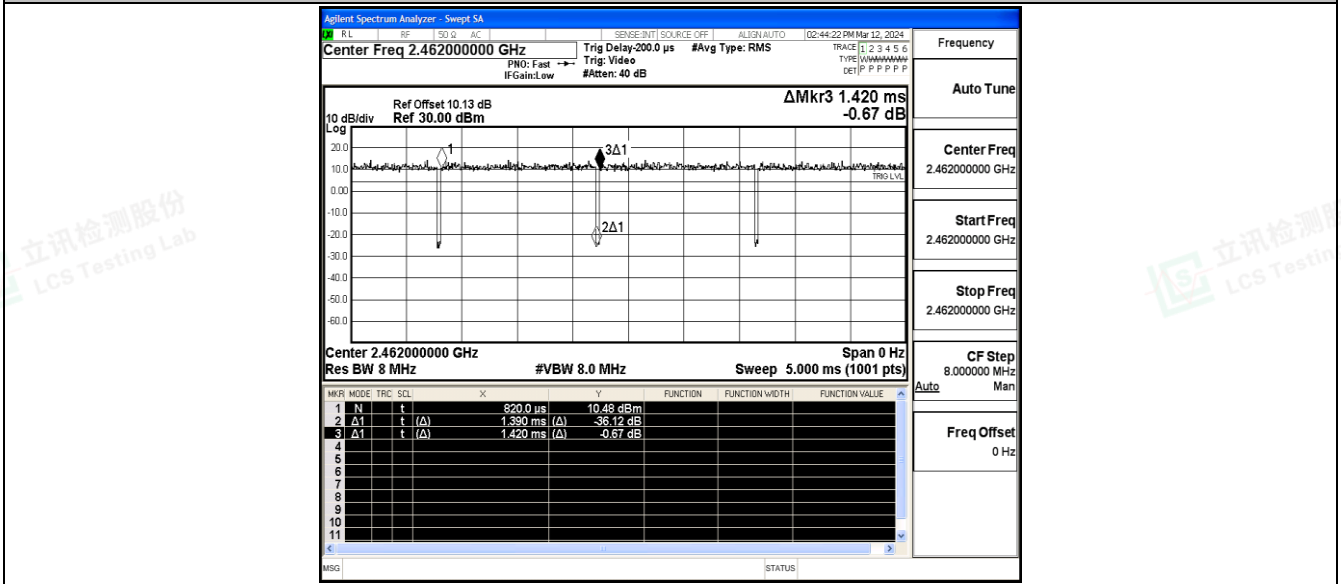 Agilent Spectrum Analyzer - Swept SA
RL RF 50 Ω AC SENSE:INT SOURCE OFF ALIGN AUTO 02:44:22 PM Mar 12, 2024
Center Freq 2.462000000 GHz
PNO: Fast
IFGain:Low
Trig Delay-200.0 µs
Trig: Video
#Atten: 40 dB
#Avg Type: RMS
TRACE 1 2 3 4 5 6
TYPE
DET P P P P P P
Frequency
Auto Tune
Center Freq
2.462000000 GHz
Start Freq
2.462000000 GHz
Stop Freq
2.462000000 GHz
CF Step
8.000000 MHz
Auto Man
Freq Offset
0 Hz
ΔMkr3 1.420 ms
-0.67 dB
Ref Offset 10.13 dB
10 dB/div Ref 30.00 dBm
Log
20.0
10.0
0.00
-10.0
-20.0
-30.0
-40.0
-50.0
-60.0
1
3Δ1
2Δ1
TRIG LVL
Center 2.462000000 GHz Span 0 Hz
Res BW 8 MHz #VBW 8.0 MHz Sweep 5.000 ms (1001 pts)
MKR MODE TRC SCL X Y FUNCTION FUNCTION WIDTH FUNCTION VALUE
1 N t 820.0 µs 10.48 dBm
2 Δ1 t (Δ) 1.390 ms (Δ) -36.12 dB
3 Δ1 t (Δ) 1.420 ms (Δ) -0.67 dB
4
5
6
7
8
9
10
11
MSG STATUS
立讯检测股份
LCS Testing Lab
立讯检测
LCS Testin